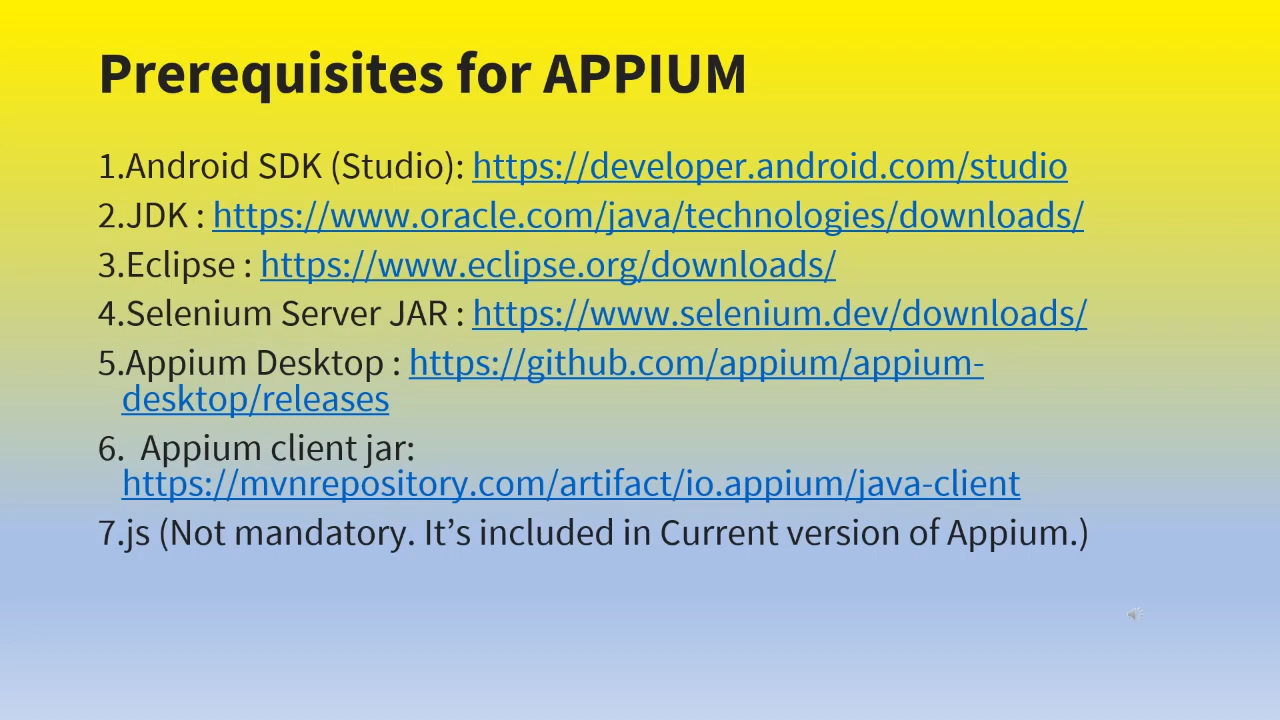 Prerequisites for APPIUM
1.Android SDK (Studio): https://developer.android.com/studio
2.JDK : https://www.oracle.com/java/technologies/downloads/
3.Eclipse : https://www.eclipse.org/downloads/
4.Selenium Server JAR : https://www.selenium.dev/downloads/
5.Appium Desktop : https://github.com/appium/appium-
desktop/releases
6.  Appium client jar:
https://mvnrepository.com/artifact/io.appium/java-client
7.js (Not mandatory. It’s included in Current version of Appium.)